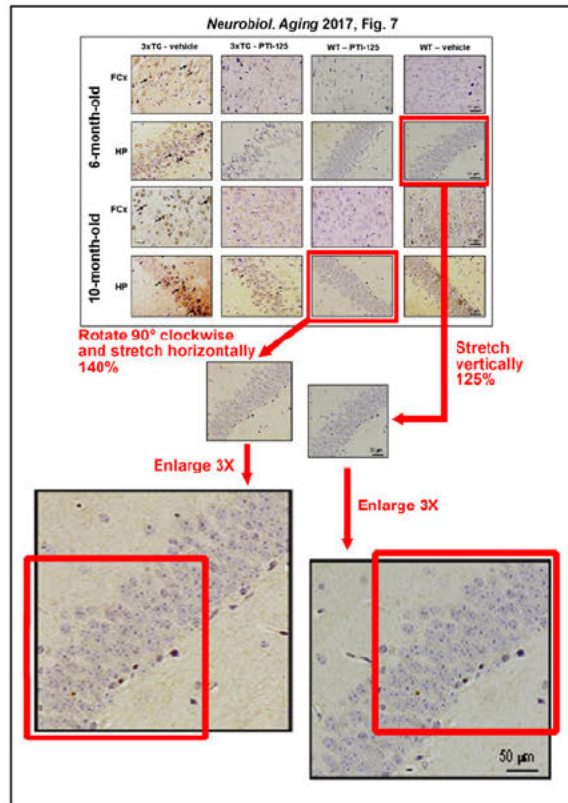 Neurobiol. Aging 2017, Fig. 7
3xTG - vehicle 3xTG - PTI-125 WT – PTI-125 WT – vehicle
6-month-old
FCx
HP
10-month-old
FCx
HP
Rotate 90° clockwise
and stretch horizontally
140%
Stretch
vertically
125%
Enlarge 3X
Enlarge 3X
50 µm